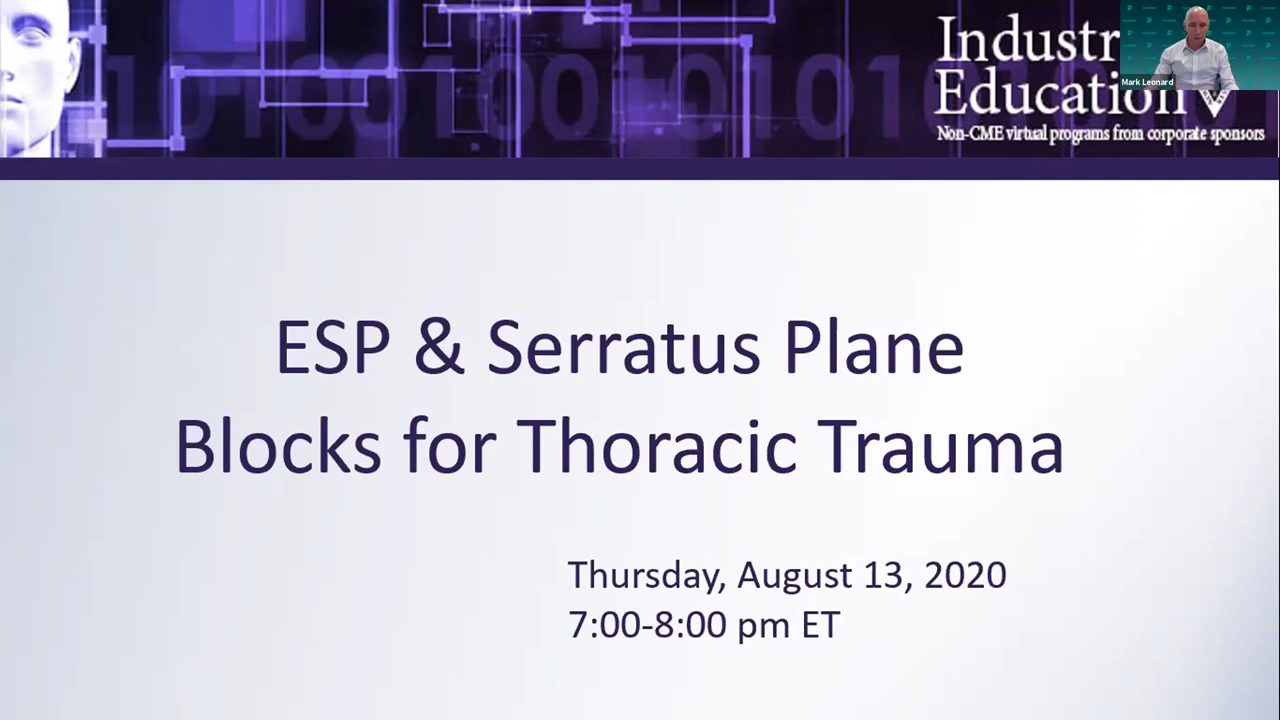 Industr
Education
Mark Leonard
Non-CME virtual programs from corporate sponsors
1010010010101
ESP & Serratus Plane
Blocks for Thoracic Trauma
Thursday, August 13, 2020
7:00-8:00 pm ET